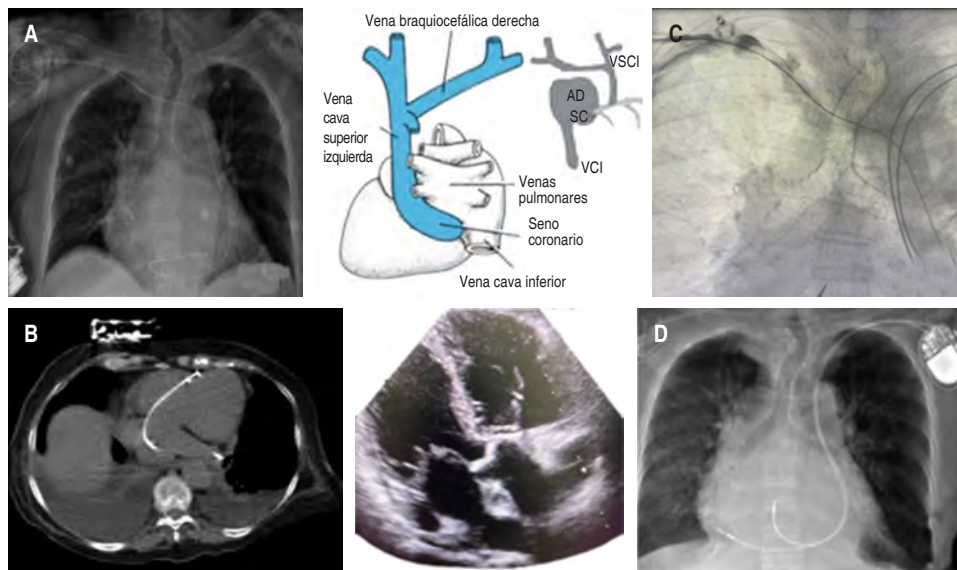 A
Vena braquiocefálica derecha
Vena
cava
superior
izquierda
VSCI
AD
SC
VCI
Venas
pulmonares
Seno
coronario
Vena cava inferior
C
B
D